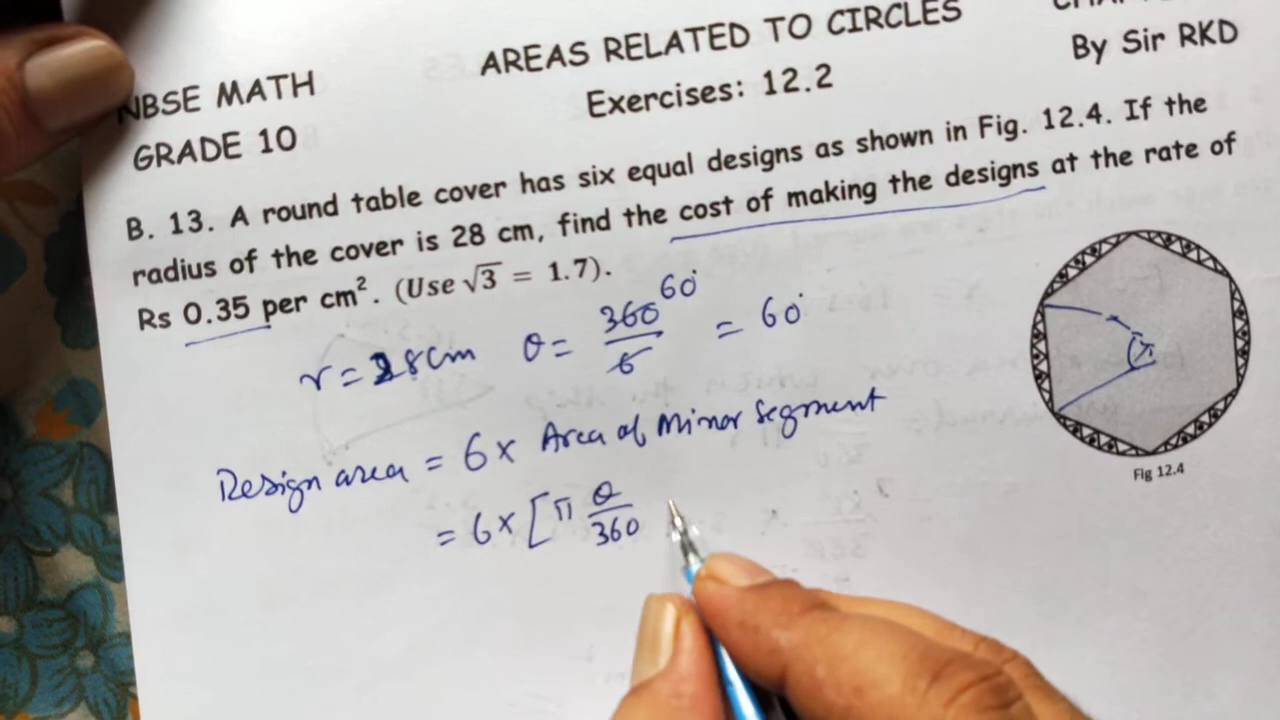 NBSE MATH
GRADE 10
AREAS RELATED TO CIRCLES
Exercises: 12.2
By Sir RKD
B. 13. A round table cover has six equal designs as shown in Fig. 12.4. If the
radius of the cover is 28 cm, find the cost of making the designs at the rate of
Rs 0.35 per cm². (Use √3 = 1.7).
r = 28cm θ = 360/6 60 = 60°
Design area = 6 × Area of Minor Segment
= 6 × [π θ/360
Fig 12.4